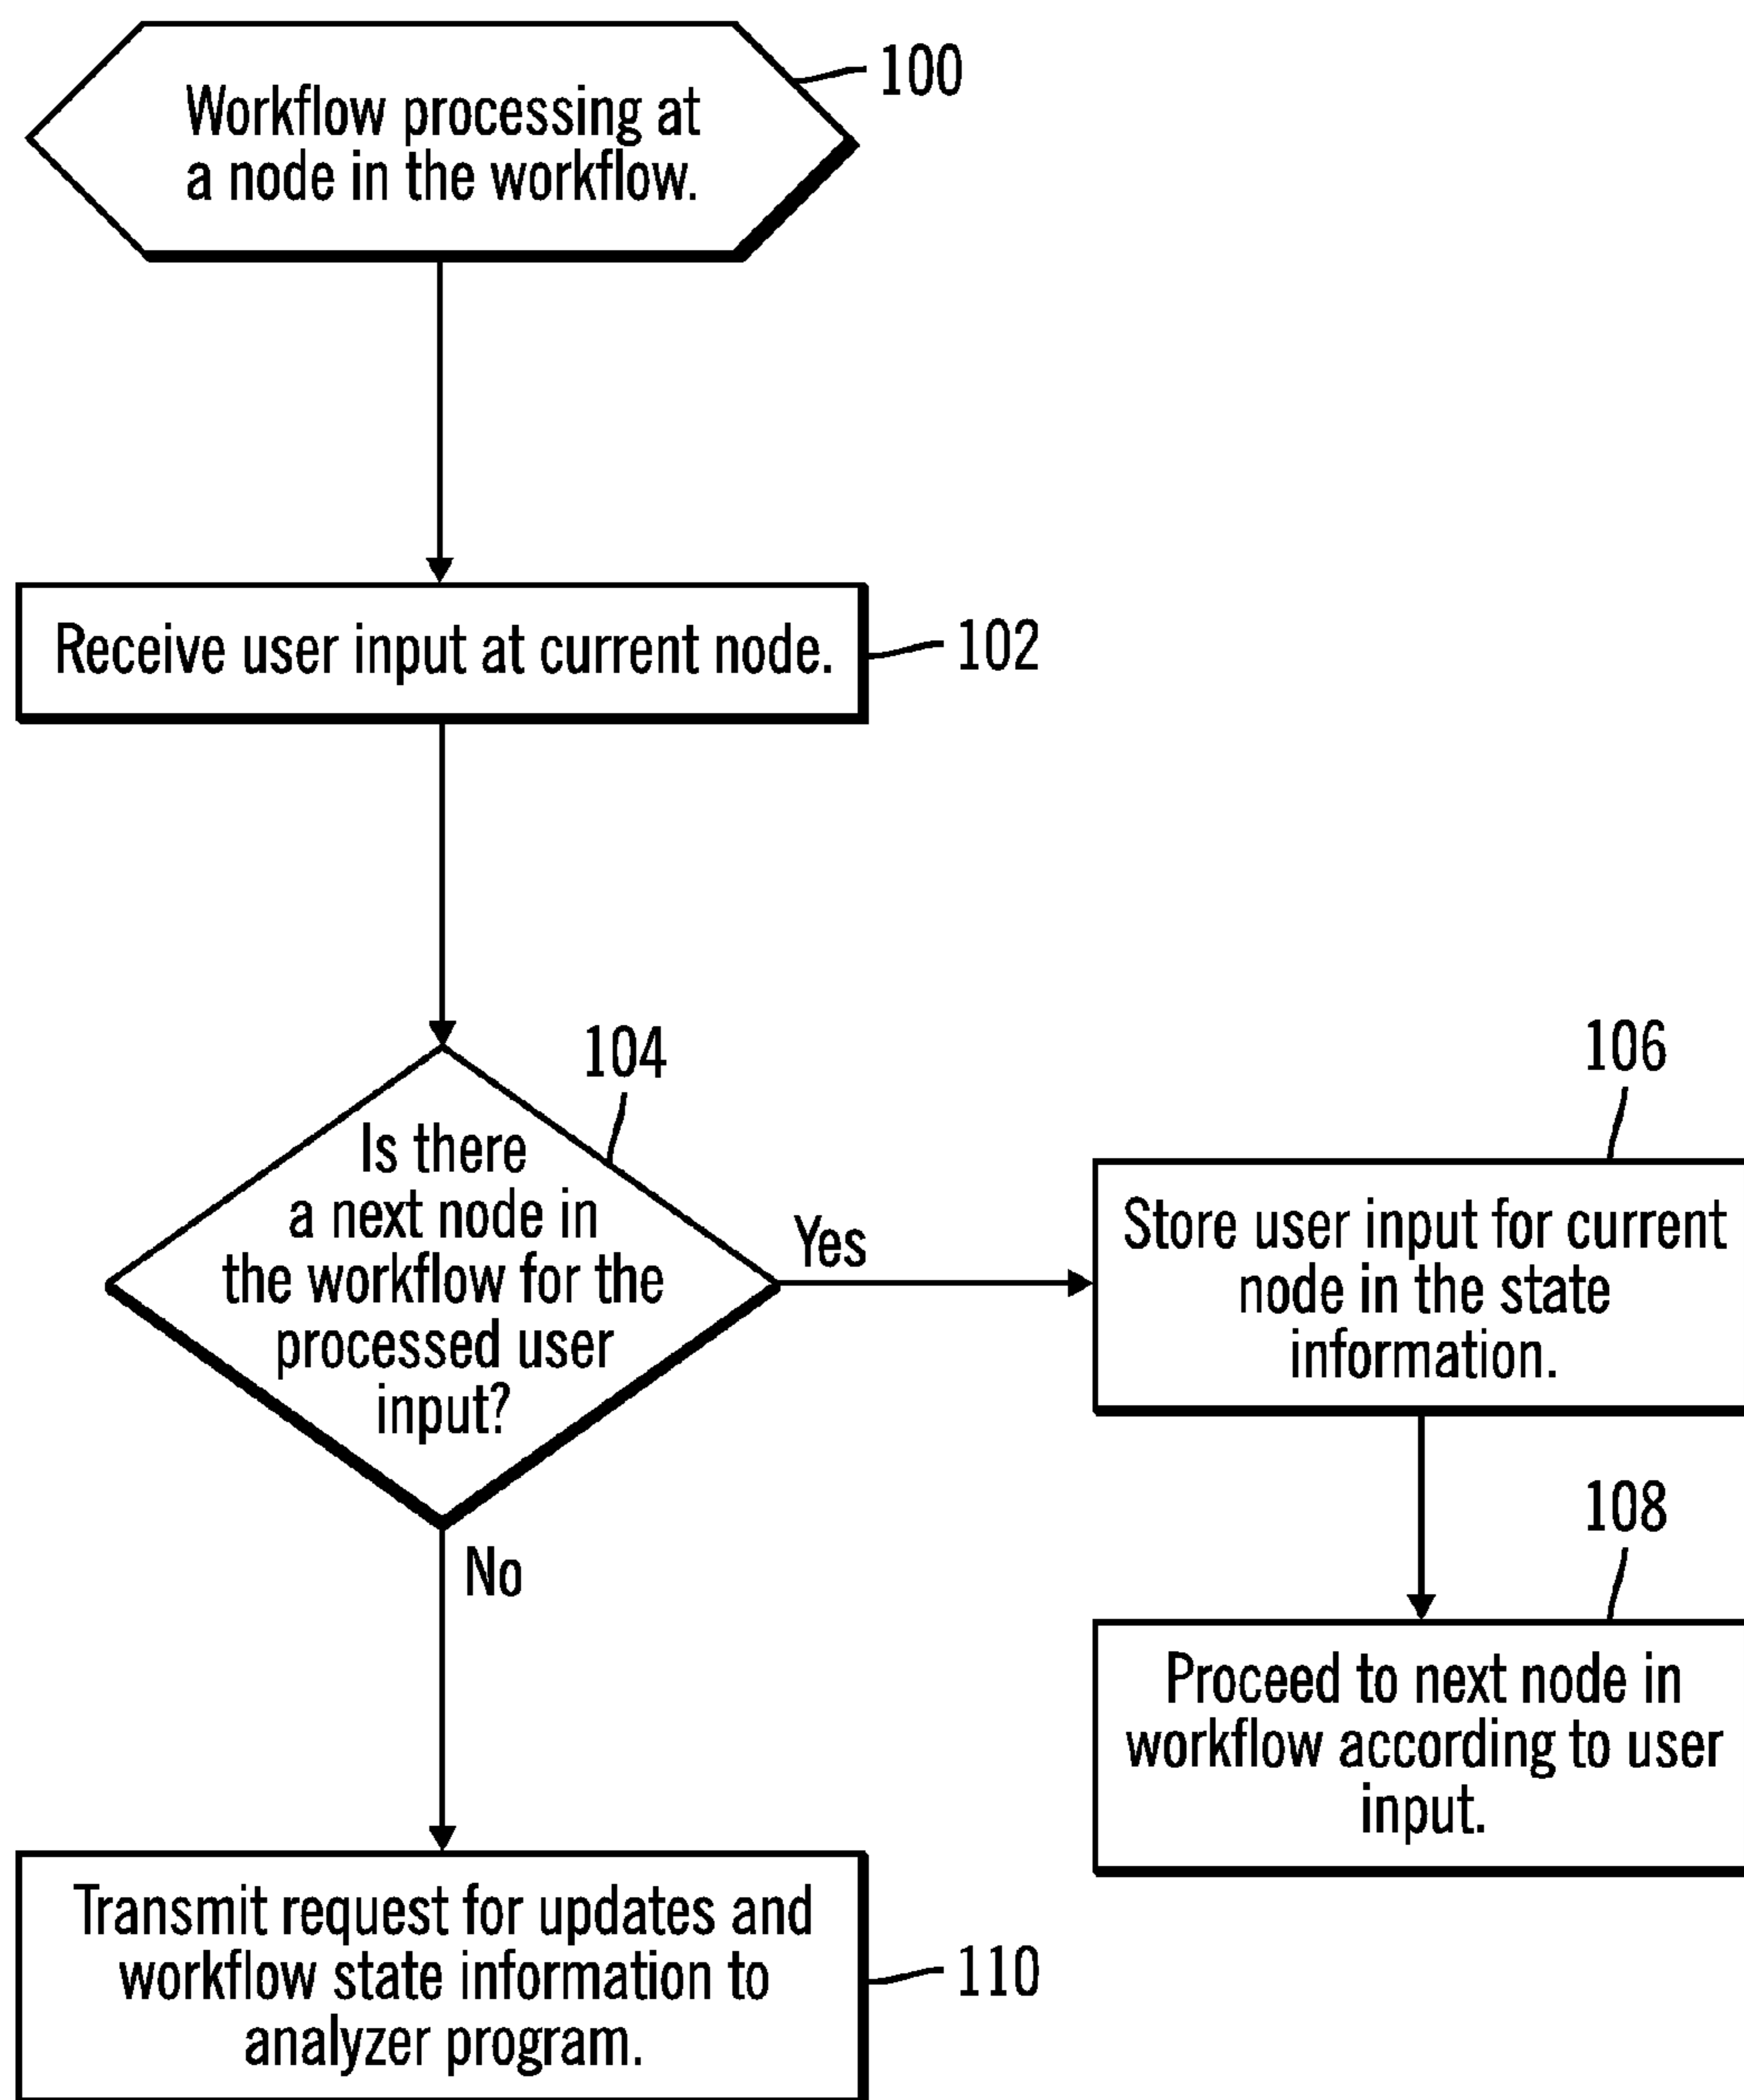 Workflow processing at
a node in the workflow.
100
Receive user input at current node.
102
104
Is there
a next node in
the workflow for the
processed user
input?
Yes
No
106
Store user input for current
node in the state
information.
108
Proceed to next node in
workflow according to user
input.
Transmit request for updates and
workflow state information to
analyzer program.
110